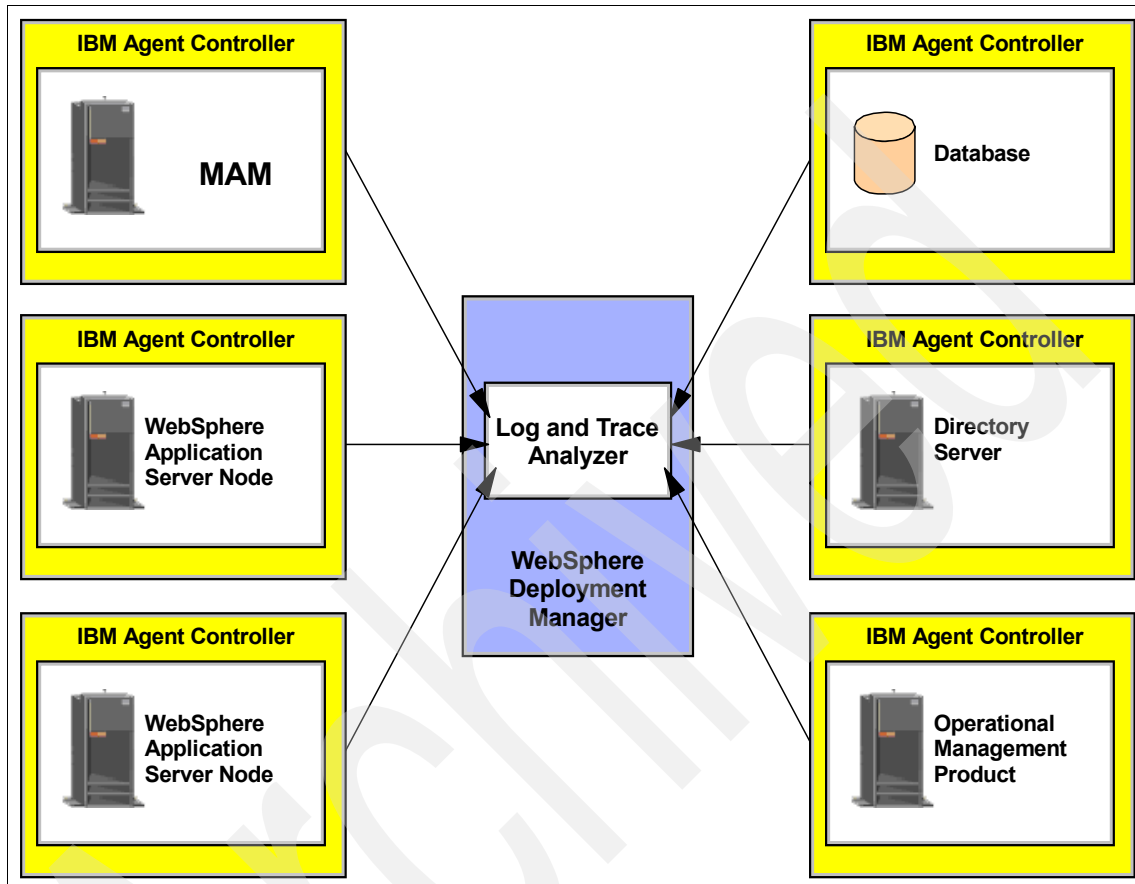 IBM Agent Controller
MAM
IBM Agent Controller
WebSphere
Application
Server Node
IBM Agent Controller
WebSphere
Application
Server Node
Log and Trace
Analyzer
WebSphere
Deployment
Manager
IBM Agent Controller
Database
IBM Agent Controller
Directory
Server
IBM Agent Controller
Operational
Management
Product
Archived